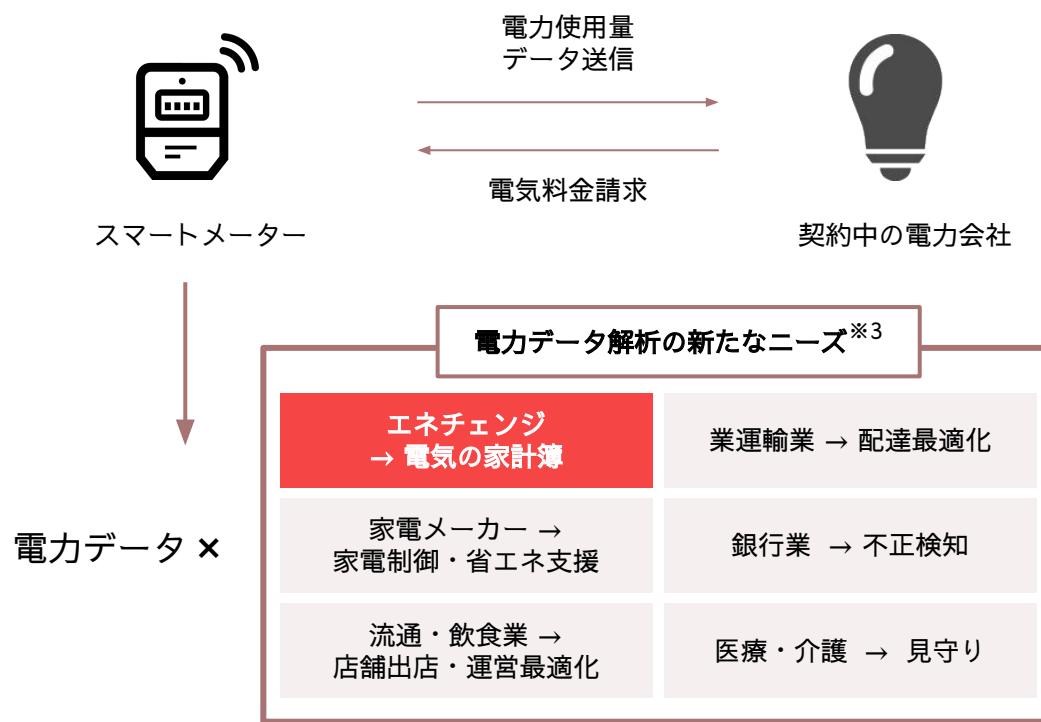 電力使用量
データ送信
電気料金請求
スマートメーター
契約中の電力会社
電力データ解析の新たなニーズ※3
エネチェンジ
→ 電気の家計簿
業運輸業 → 配達最適化
電力データ ×
家電メーカー →
家電制御・省エネ支援
銀行業 → 不正検知
流通・飲食業 →
店舗出店・運営最適化
医療・介護 → 見守り